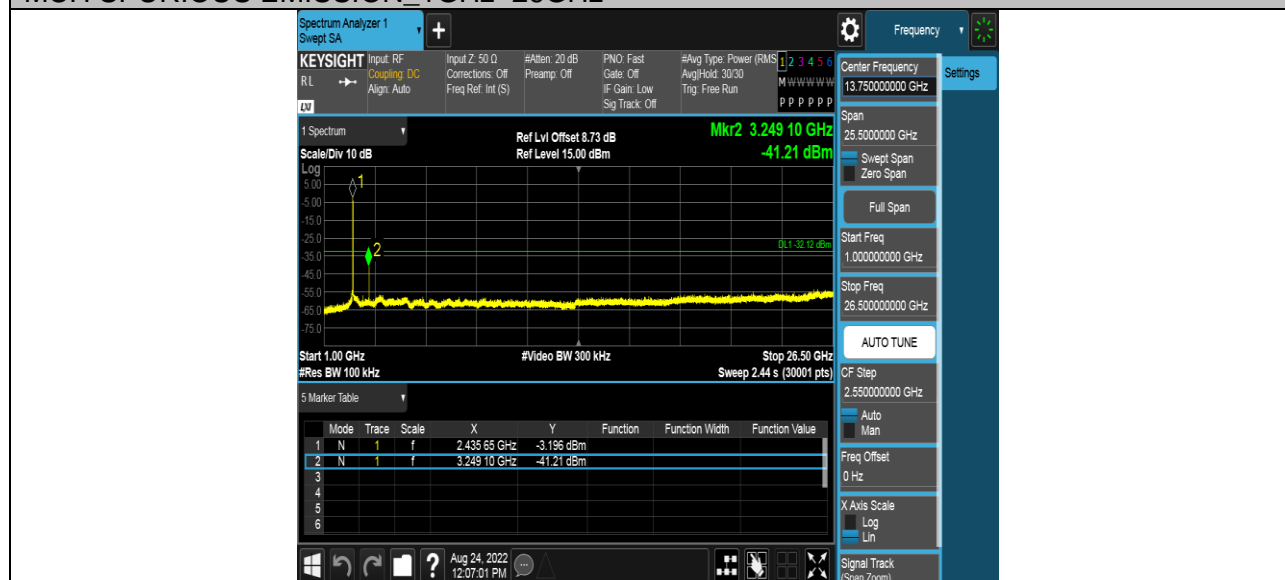 Spectrum Analyzer 1
Swept SA
+
Frequency
KEYSIGHT
RL
LXI
Input: RF
Coupling: DC
Align: Auto
Input Z: 50 Ω
Corrections: Off
Freq Ref: Int (S)
#Atten: 20 dB
Preamp: Off
PNO: Fast
Gate: Off
IF Gain: Low
Sig Track: Off
#Avg Type: Power (RMS
Avg|Hold: 30/30
Trig: Free Run
1 2 3 4 5 6
M W W W W W
P P P P P P
1 Spectrum
Scale/Div 10 dB
Ref Lvl Offset 8.73 dB
Ref Level 15.00 dBm
Mkr2 3.249 10 GHz
-41.21 dBm
Log
5.00
-5.00
-15.0
-25.0
-35.0
-45.0
-55.0
-65.0
-75.0
1
2
DL1 -32.12 dBm
Start 1.00 GHz
#Video BW 300 kHz
Stop 26.50 GHz
#Res BW 100 kHz
Sweep 2.44 s (30001 pts)
5 Marker Table
Mode Trace Scale X Y Function Function Width Function Value
1 N 1 f 2.435 65 GHz -3.196 dBm
2 N 1 f 3.249 10 GHz -41.21 dBm
3
4
5
6
?
Aug 24, 2022
12:07:01 PM
Center Frequency
13.750000000 GHz
Settings
Span
25.5000000 GHz
Swept Span
Zero Span
Full Span
Start Freq
1.000000000 GHz
Stop Freq
26.500000000 GHz
AUTO TUNE
CF Step
2.550000000 GHz
Auto
Man
Freq Offset
0 Hz
X Axis Scale
Log
Lin
Signal Track
(Span Zoom)